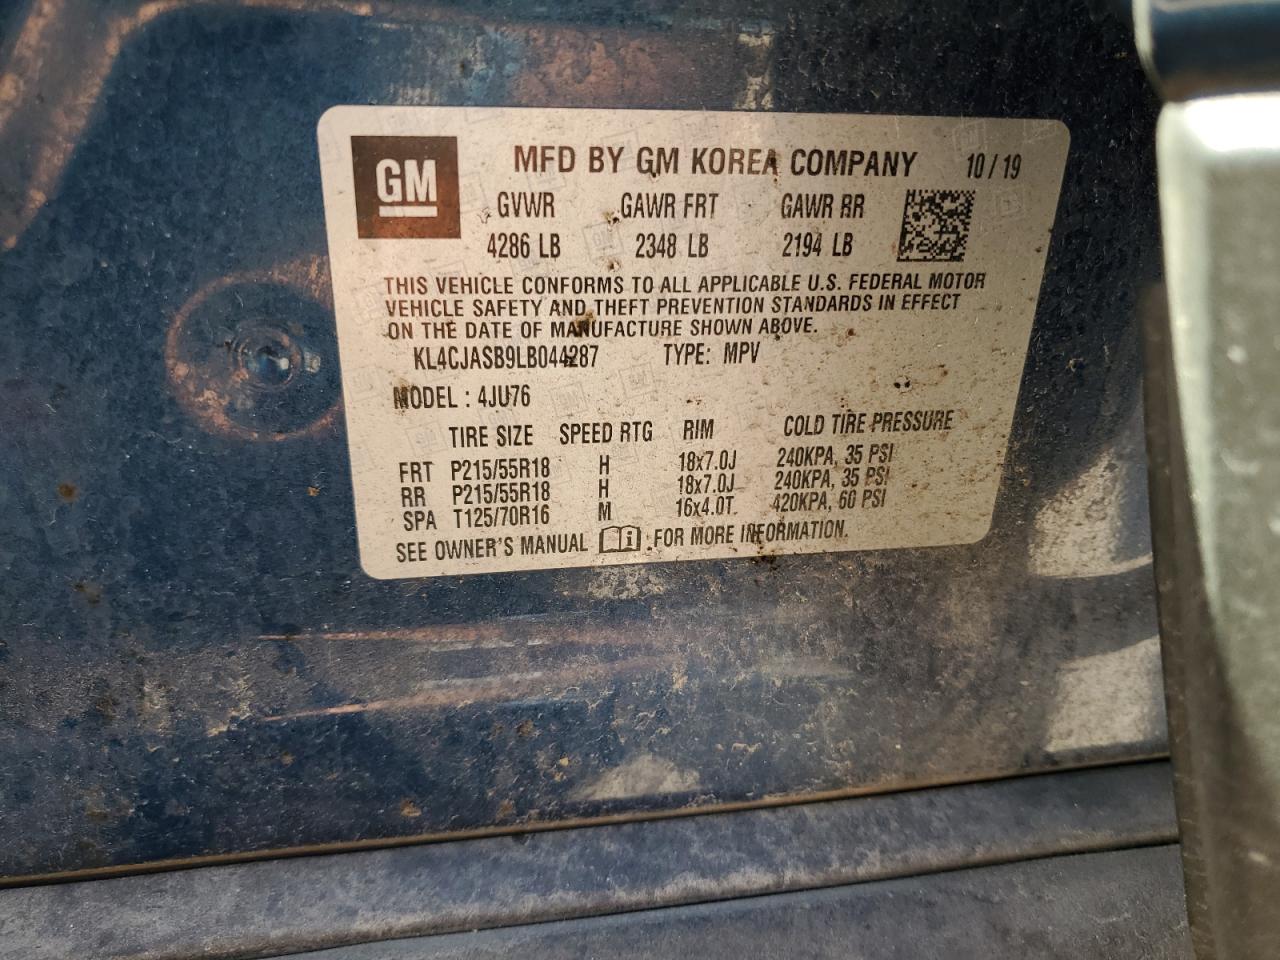 GM
MFD BY GM KOREA COMPANY 10/19
GVWR GAWR FRT GAWR RR
4286 LB 2348 LB 2194 LB
THIS VEHICLE CONFORMS TO ALL APPLICABLE U.S. FEDERAL MOTOR
VEHICLE SAFETY AND THEFT PREVENTION STANDARDS IN EFFECT
ON THE DATE OF MANUFACTURE SHOWN ABOVE.
KL4CJASB9LB044287 TYPE: MPV
MODEL : 4JU76
TIRE SIZE SPEED RTG RIM COLD TIRE PRESSURE
FRT P215/55R18 H 18x7.0J 240KPA, 35 PSI
RR P215/55R18 H 18x7.0J 240KPA, 35 PSI
SPA T125/70R16 M 16x4.0T 420KPA, 60 PSI
SEE OWNER'S MANUAL i FOR MORE INFORMATION.